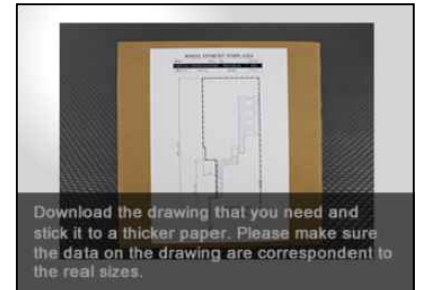 Download the drawing that you need and
stick it to a thicker paper. Please make sure
the data on the drawing are correspondent to
the real sizes.